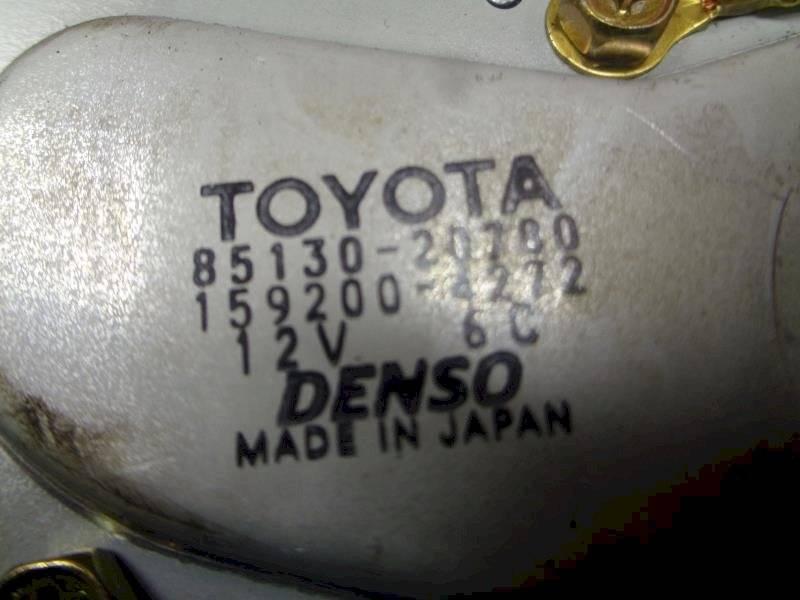 TOYOTA
85130-20780
159200-4272
12V 6C
DENSO
MADE IN JAPAN